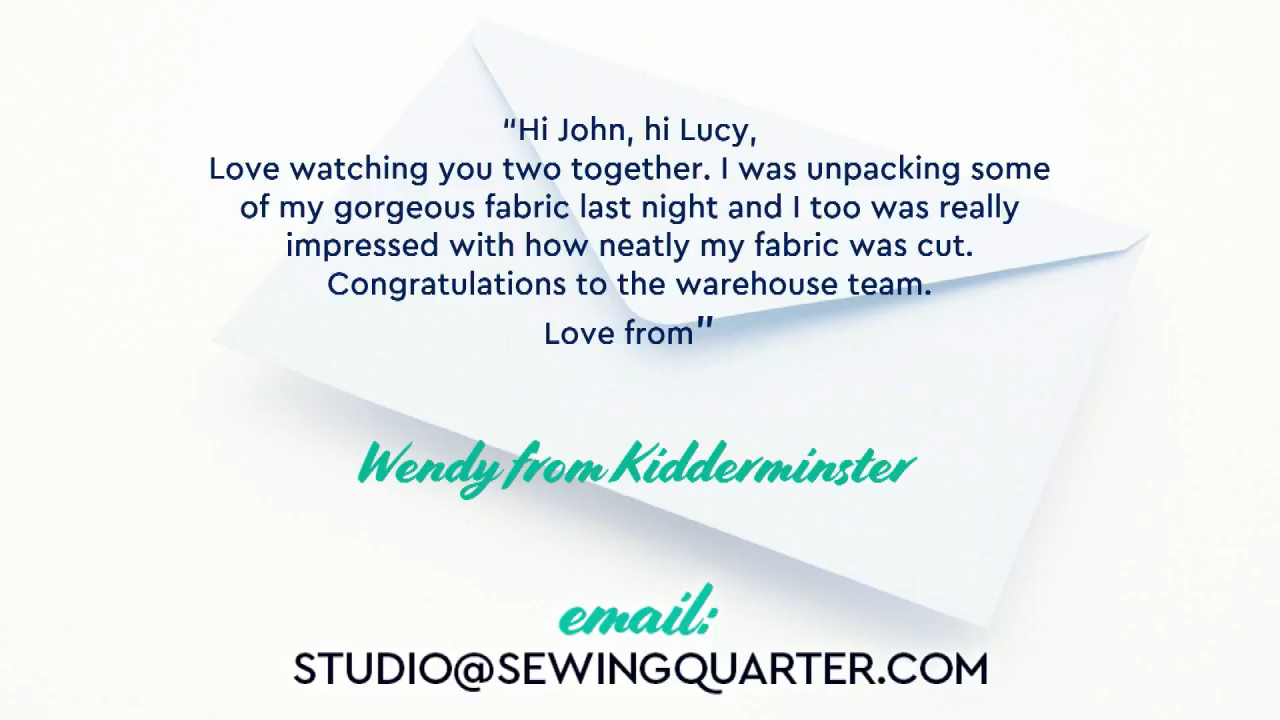 “Hi John, hi Lucy,
Love watching you two together. I was unpacking some
of my gorgeous fabric last night and I too was really
impressed with how neatly my fabric was cut.
Congratulations to the warehouse team.
Love from”
Wendy from Kidderminster
email:
STUDIO@SEWINGQUARTER.COM